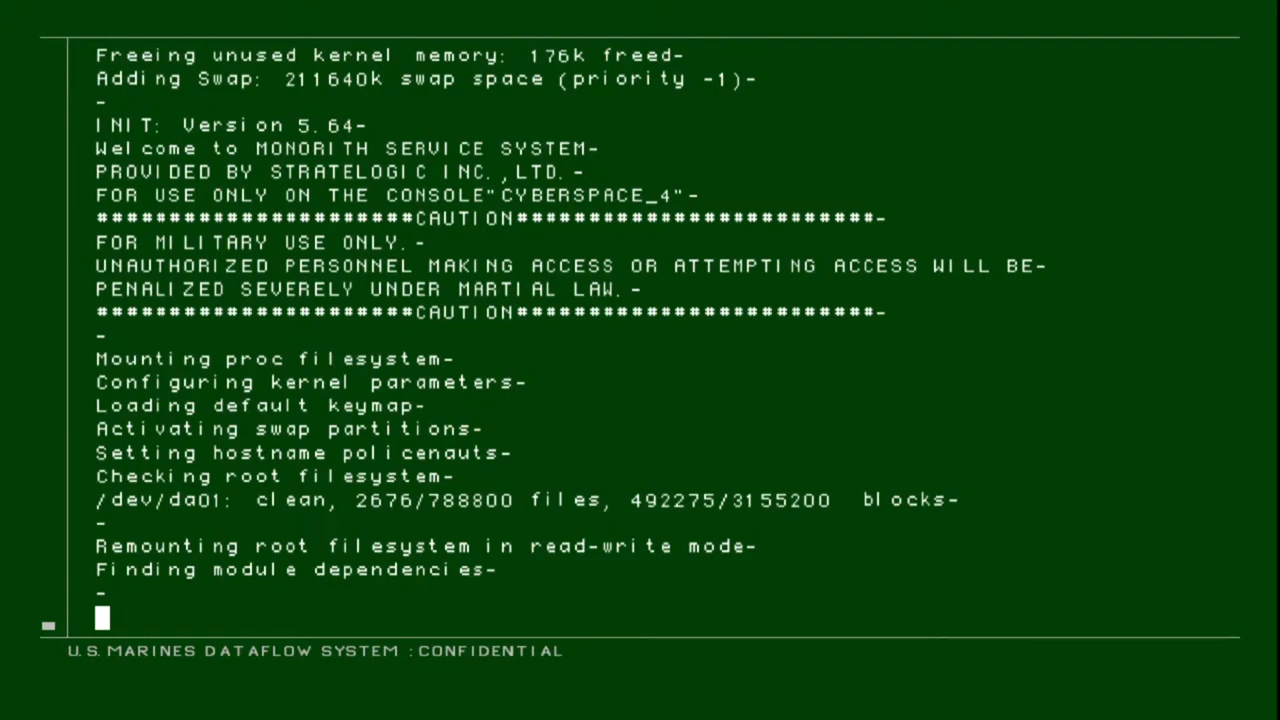 Freeing unused kernel memory: 176k freed-
Adding Swap: 211640k swap space (priority -1)-
-
INIT: Version 5.64-
Welcome to MONORITH SERVICE SYSTEM-
PROVIDED BY STRATELOGIC INC.,LTD.-
FOR USE ONLY ON THE CONSOLE"CYBERSPACE_4"-
######################CAUTION#########################-
FOR MILITARY USE ONLY.-
UNAUTHORIZED PERSONNEL MAKING ACCESS OR ATTEMPTING ACCESS WILL BE-
PENALIZED SEVERELY UNDER MARTIAL LAW.-
######################CAUTION#########################-
-
Mounting proc filesystem-
Configuring kernel parameters-
Loading default keymap-
Activating swap partitions-
Setting hostname policenauts-
Checking root filesystem-
/dev/da01: clean, 2676/788800 files, 492275/3155200 blocks-
-
Remounting root filesystem in read-write mode-
Finding module dependencies-
-
U.S.MARINES DATAFLOW SYSTEM :CONFIDENTIAL